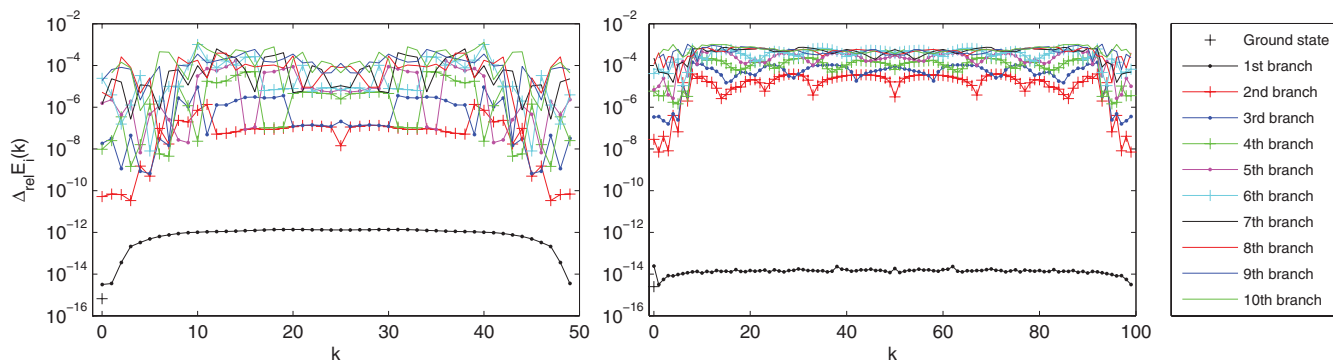 Δ_rel E_i(k)
10^−2
10^−4
10^−6
10^−8
10^−10
10^−12
10^−14
10^−16
0 10 20 30 40 50
k
10^−2
10^−4
10^−6
10^−8
10^−10
10^−12
10^−14
10^−16
0 20 40 60 80 100
k
Ground state
1st branch
2nd branch
3rd branch
4th branch
5th branch
6th branch
7th branch
8th branch
9th branch
10th branch